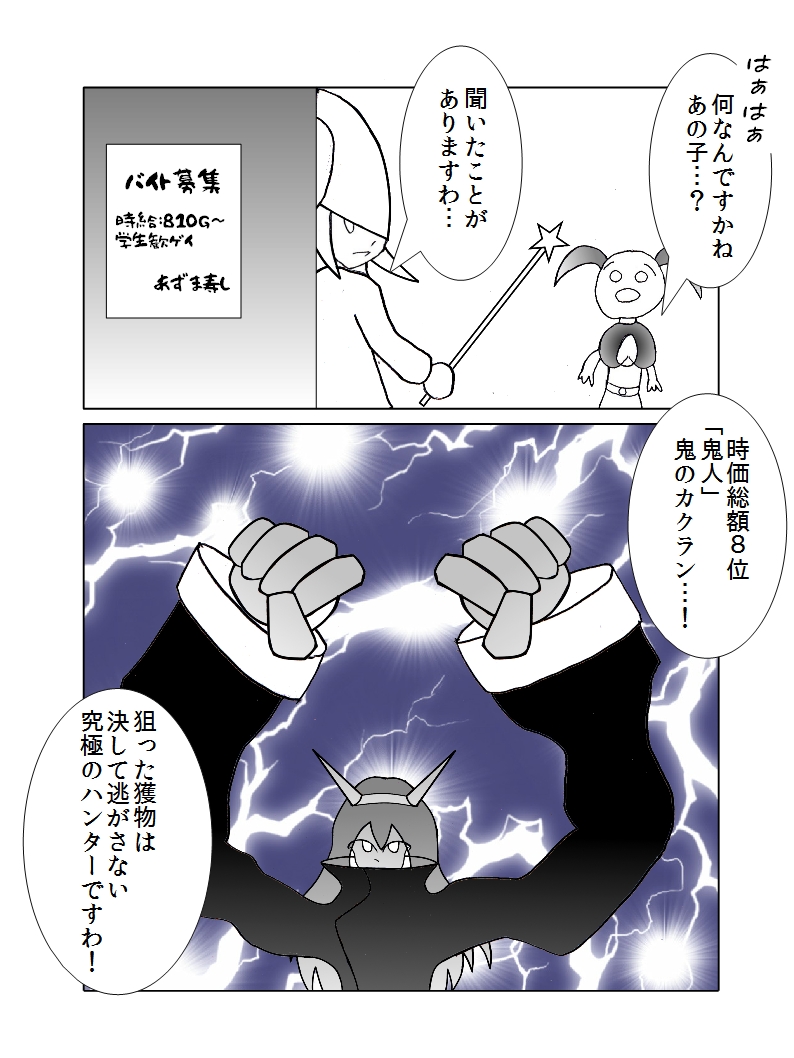 はぁはぁ
何なんですかね
あの子…？
聞いたことが
ありますわ…
バイト募集
時給：810G〜
学生歓ゲイ
あずま寿し
時価総額８位
「鬼人」
鬼のカクラン…！
狙った獲物は
決して逃がさない
究極のハンターですわ！